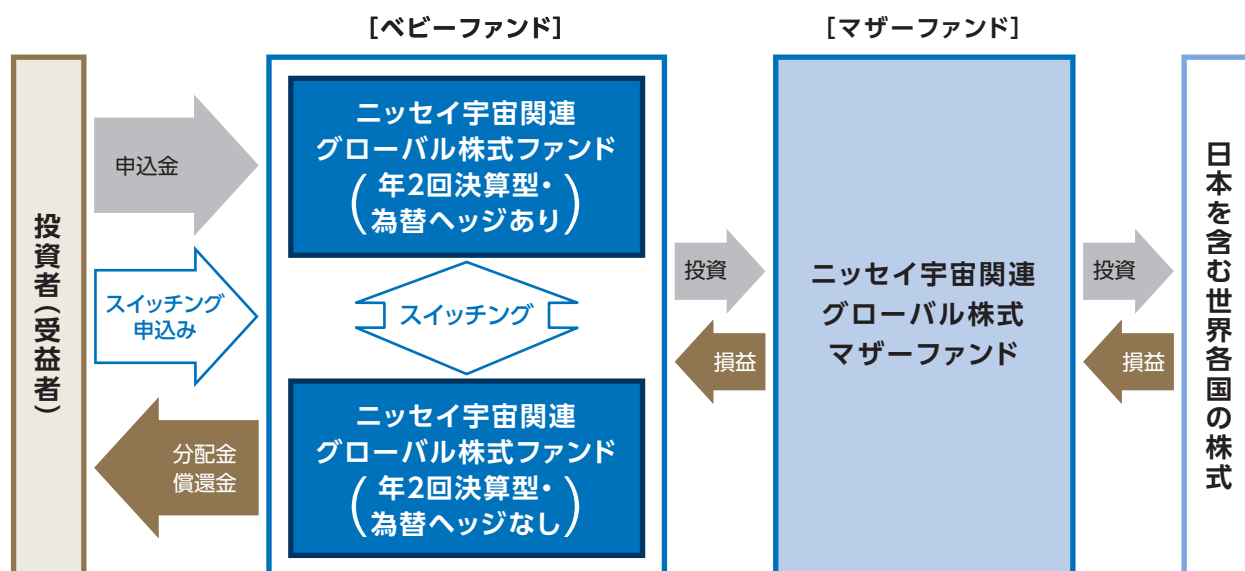 ［ベビーファンド］
［マザーファンド］
投資者（受益者）
申込金
スイッチング
申込み
分配金
償還金
ニッセイ宇宙関連
グローバル株式ファンド
（年2回決算型・
為替ヘッジあり）
スイッチング
ニッセイ宇宙関連
グローバル株式ファンド
（年2回決算型・
為替ヘッジなし）
投資
損益
ニッセイ宇宙関連
グローバル株式
マザーファンド
投資
損益
日本を含む世界各国の株式